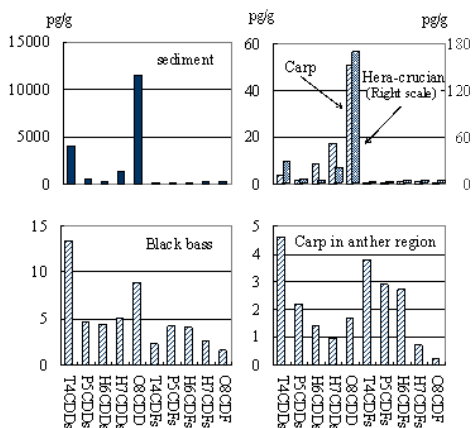 pg/g
pg/g
pg/g
15000
10000
5000
0
sediment
60
40
20
0
180
120
60
0
Carp
Hera-crucian
(Right scale)
15
10
5
0
Black bass
5
4
3
2
1
0
Carp in anther region
T4CDDs
P5CDDs
H6CDDs
H7CDDs
O8CDD
T4CDFs
P5CDFs
H6CDFs
H7CDFs
O8CDF
T4CDDs
P5CDDs
H6CDDs
H7CDDs
O8CDD
T4CDFs
P5CDFs
H6CDFs
H7CDFs
O8CDF